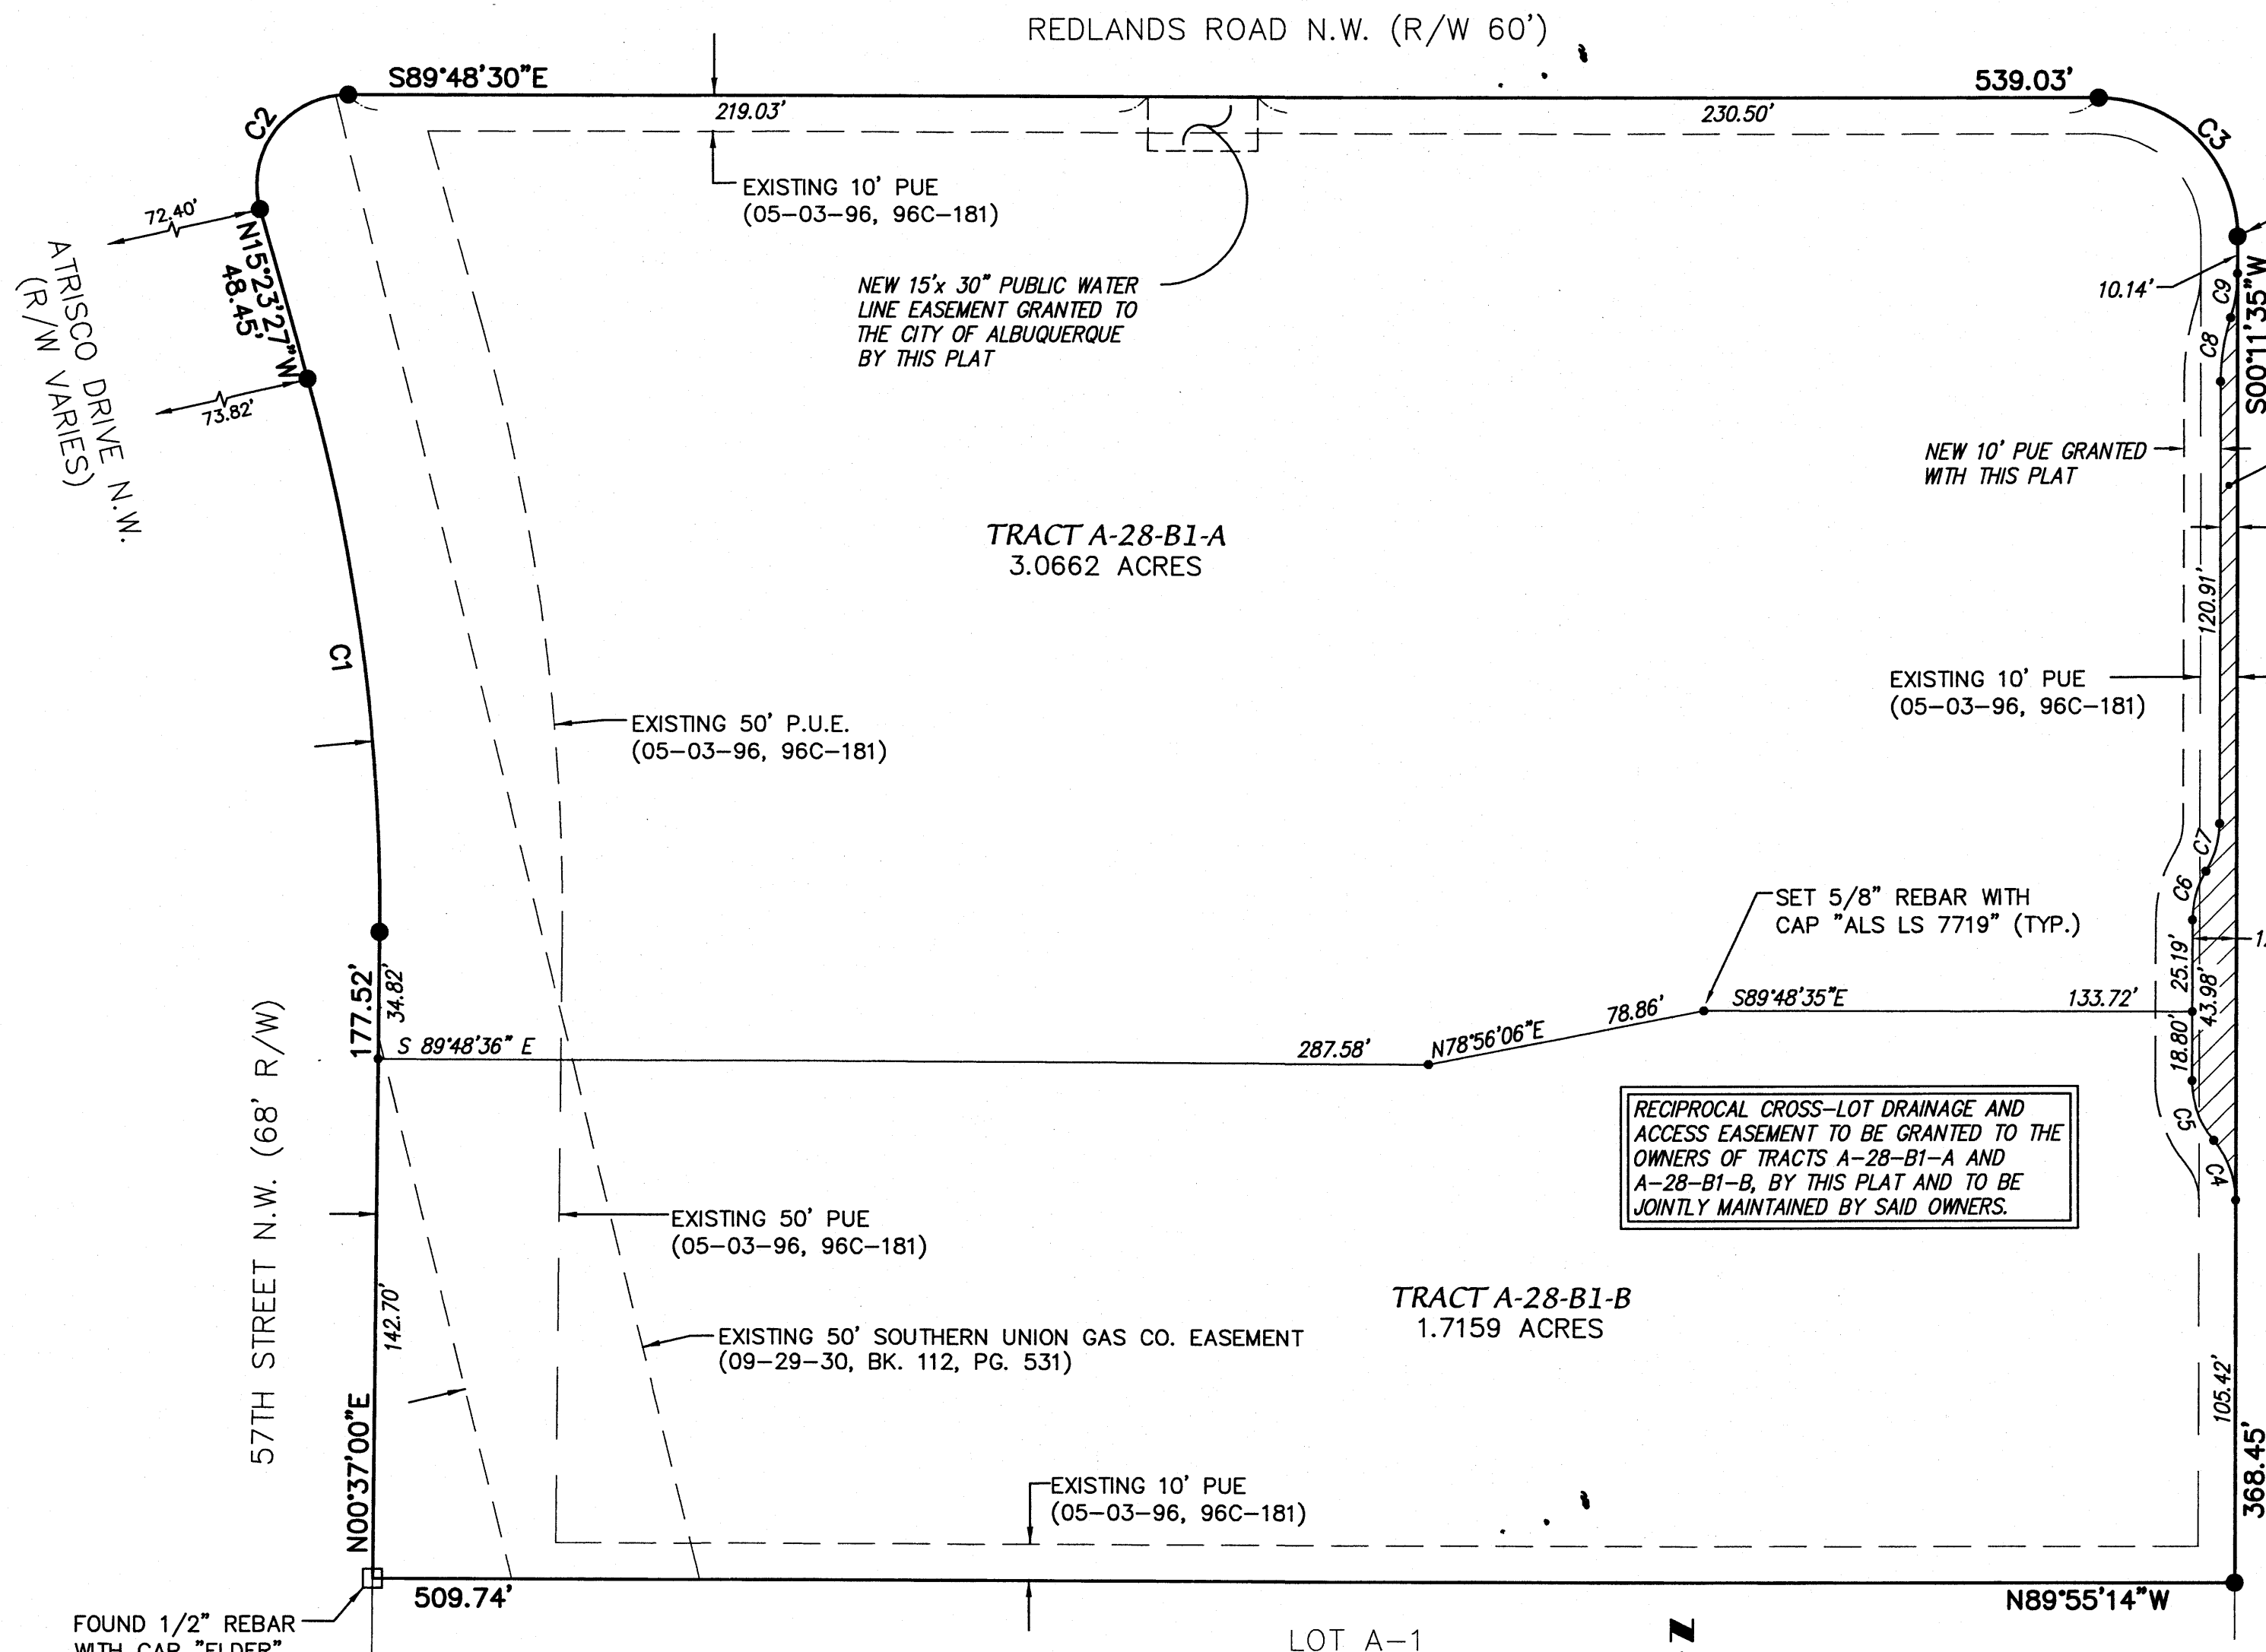 REDLANDS ROAD N.W. (R/W 60')
S89°48'30"E
539.03'
219.03'
230.50'
C2
C3
EXISTING 10' PUE
(05-03-96, 96C-181)
72.40'
N15°23'27"W
48.45'
73.82'
ATRISCO DRIVE N.W.
(R/W VARIES)
NEW 15'x 30" PUBLIC WATER
LINE EASEMENT GRANTED TO
THE CITY OF ALBUQUERQUE
BY THIS PLAT
10.14'
C9
C8
S00°11'35"W
NEW 10' PUE GRANTED
WITH THIS PLAT
TRACT A-28-B1-A
3.0662 ACRES
120.91'
C1
EXISTING 10' PUE
(05-03-96, 96C-181)
EXISTING 50' P.U.E.
(05-03-96, 96C-181)
C7
C6
SET 5/8" REBAR WITH
CAP "ALS LS 7719" (TYP.)
25.19'
43.98'
18.80'
177.52'
34.82'
S 89°48'36" E
287.58'
N78°56'06"E
78.86'
S89°48'35"E
133.72'
57TH STREET N.W. (68' R/W)
RECIPROCAL CROSS-LOT DRAINAGE AND
ACCESS EASEMENT TO BE GRANTED TO THE
OWNERS OF TRACTS A-28-B1-A AND
A-28-B1-B, BY THIS PLAT AND TO BE
JOINTLY MAINTAINED BY SAID OWNERS.
C5
C4
EXISTING 50' PUE
(05-03-96, 96C-181)
TRACT A-28-B1-B
1.7159 ACRES
142.70'
EXISTING 50' SOUTHERN UNION GAS CO. EASEMENT
(09-29-30, BK. 112, PG. 531)
105.42'
368.45'
N00°37'00"E
EXISTING 10' PUE
(05-03-96, 96C-181)
509.74'
N89°55'14"W
FOUND 1/2" REBAR
WITH CAP "ELDER"
LOT A-1
N